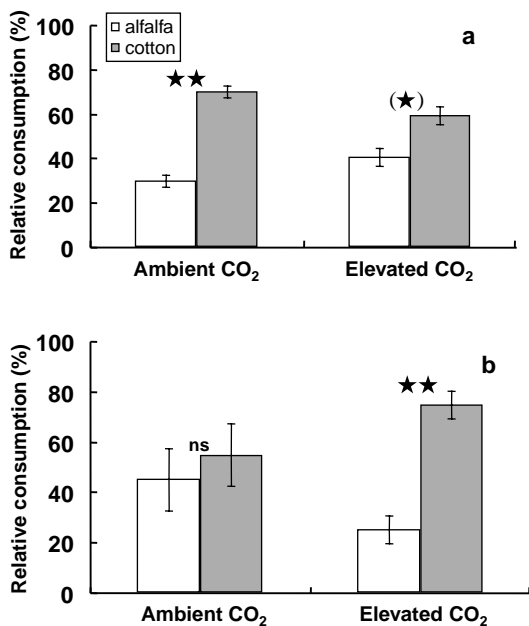 Relative consumption (%)
100
80
60
40
20
0
alfalfa
cotton
a
★★
(★)
Ambient CO₂
Elevated CO₂
Relative consumption (%)
100
80
60
40
20
0
b
ns
★★
Ambient CO₂
Elevated CO₂